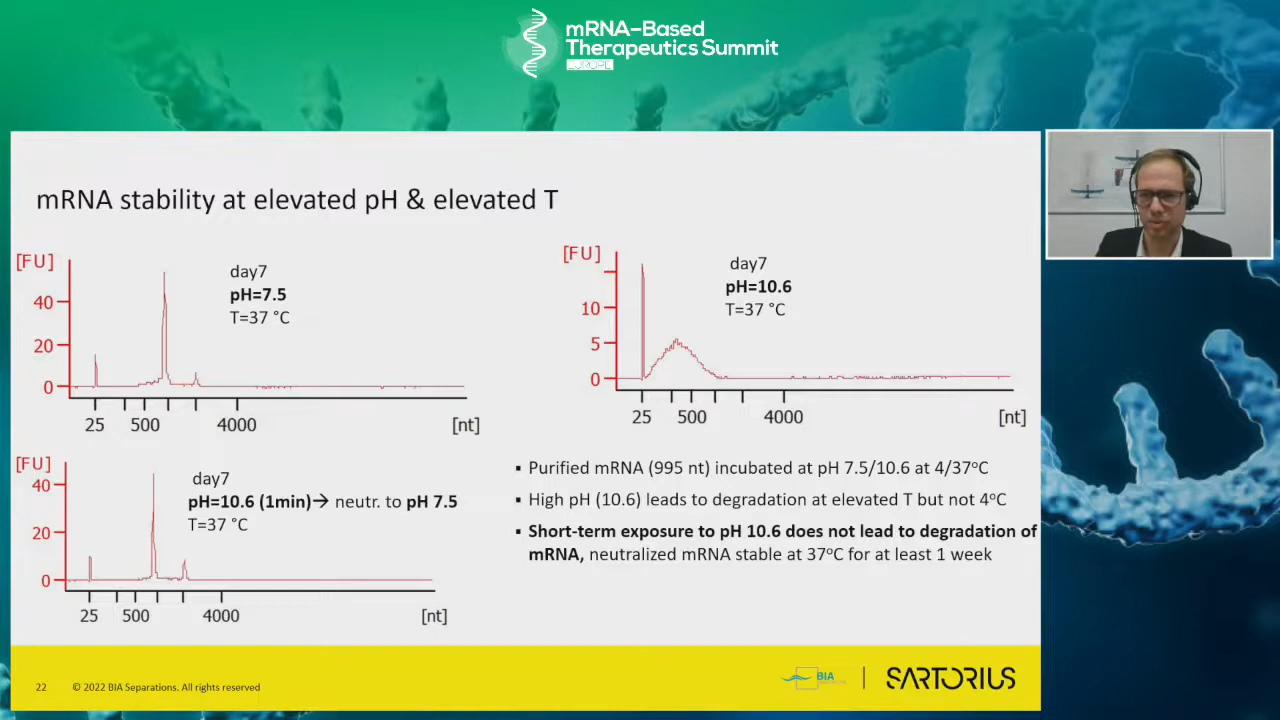 mRNA-Based
Therapeutics Summit
EUROPE
mRNA stability at elevated pH & elevated T
[FU]
40
20
0
day7
pH=7.5
T=37 °C
25
500
4000
[nt]
[FU]
10
5
0
day7
pH=10.6
T=37 °C
25
500
4000
[nt]
[FU]
40
20
0
day7
pH=10.6 (1min)→ neutr. to pH 7.5
T=37 °C
25
500
4000
[nt]
▪ Purified mRNA (995 nt) incubated at pH 7.5/10.6 at 4/37°C
▪ High pH (10.6) leads to degradation at elevated T but not 4°C
▪ Short-term exposure to pH 10.6 does not lead to degradation of
mRNA, neutralized mRNA stable at 37°C for at least 1 week
22
© 2022 BIA Separations. All rights reserved
BIA
SARTORIUS